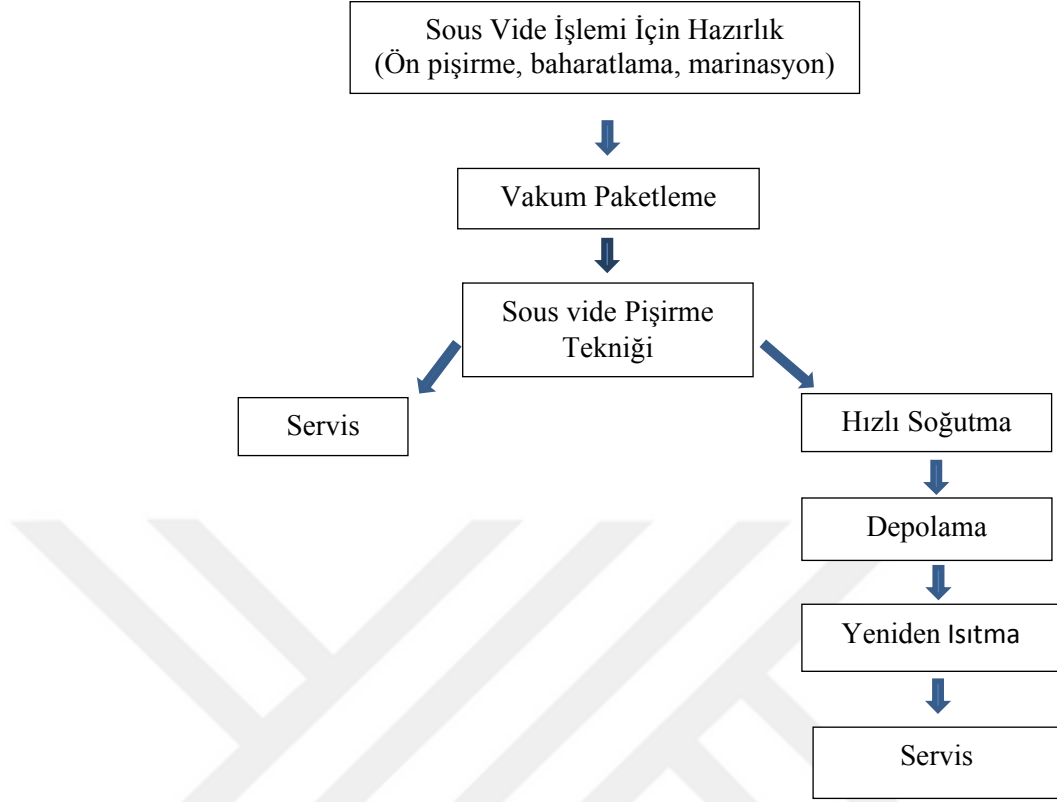 Sous Vide İşlemi İçin Hazırlık
(Ön pişirme, baharatlama, marinasyon)
Vakum Paketleme
Sous vide Pişirme
Tekniği
Servis
Hızlı Soğutma
Depolama
Yeniden Isıtma
Servis